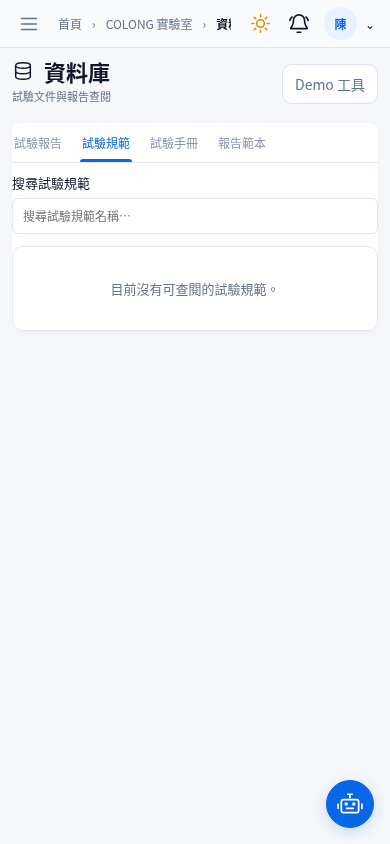 首頁 › COLONG 實驗室 › 資
陳
資料庫
試驗文件與報告查閱
Demo 工具
試驗報告 試驗規範 試驗手冊 報告範本
搜尋試驗規範
搜尋試驗規範名稱…
目前沒有可查閱的試驗規範。